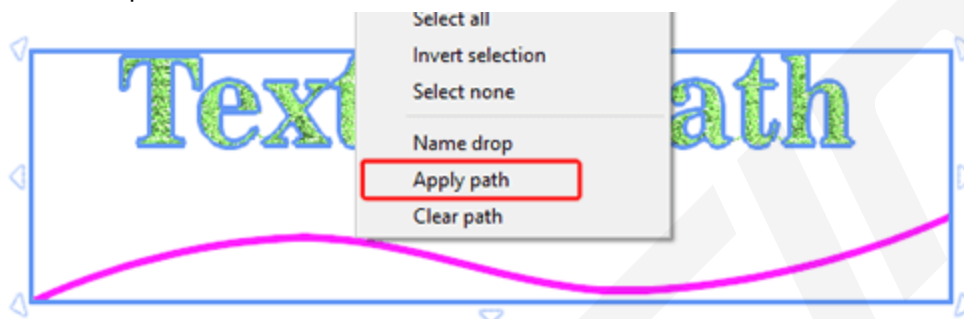 Select all
Invert selection
Select none
Text ath
Name drop
Apply path
Clear path